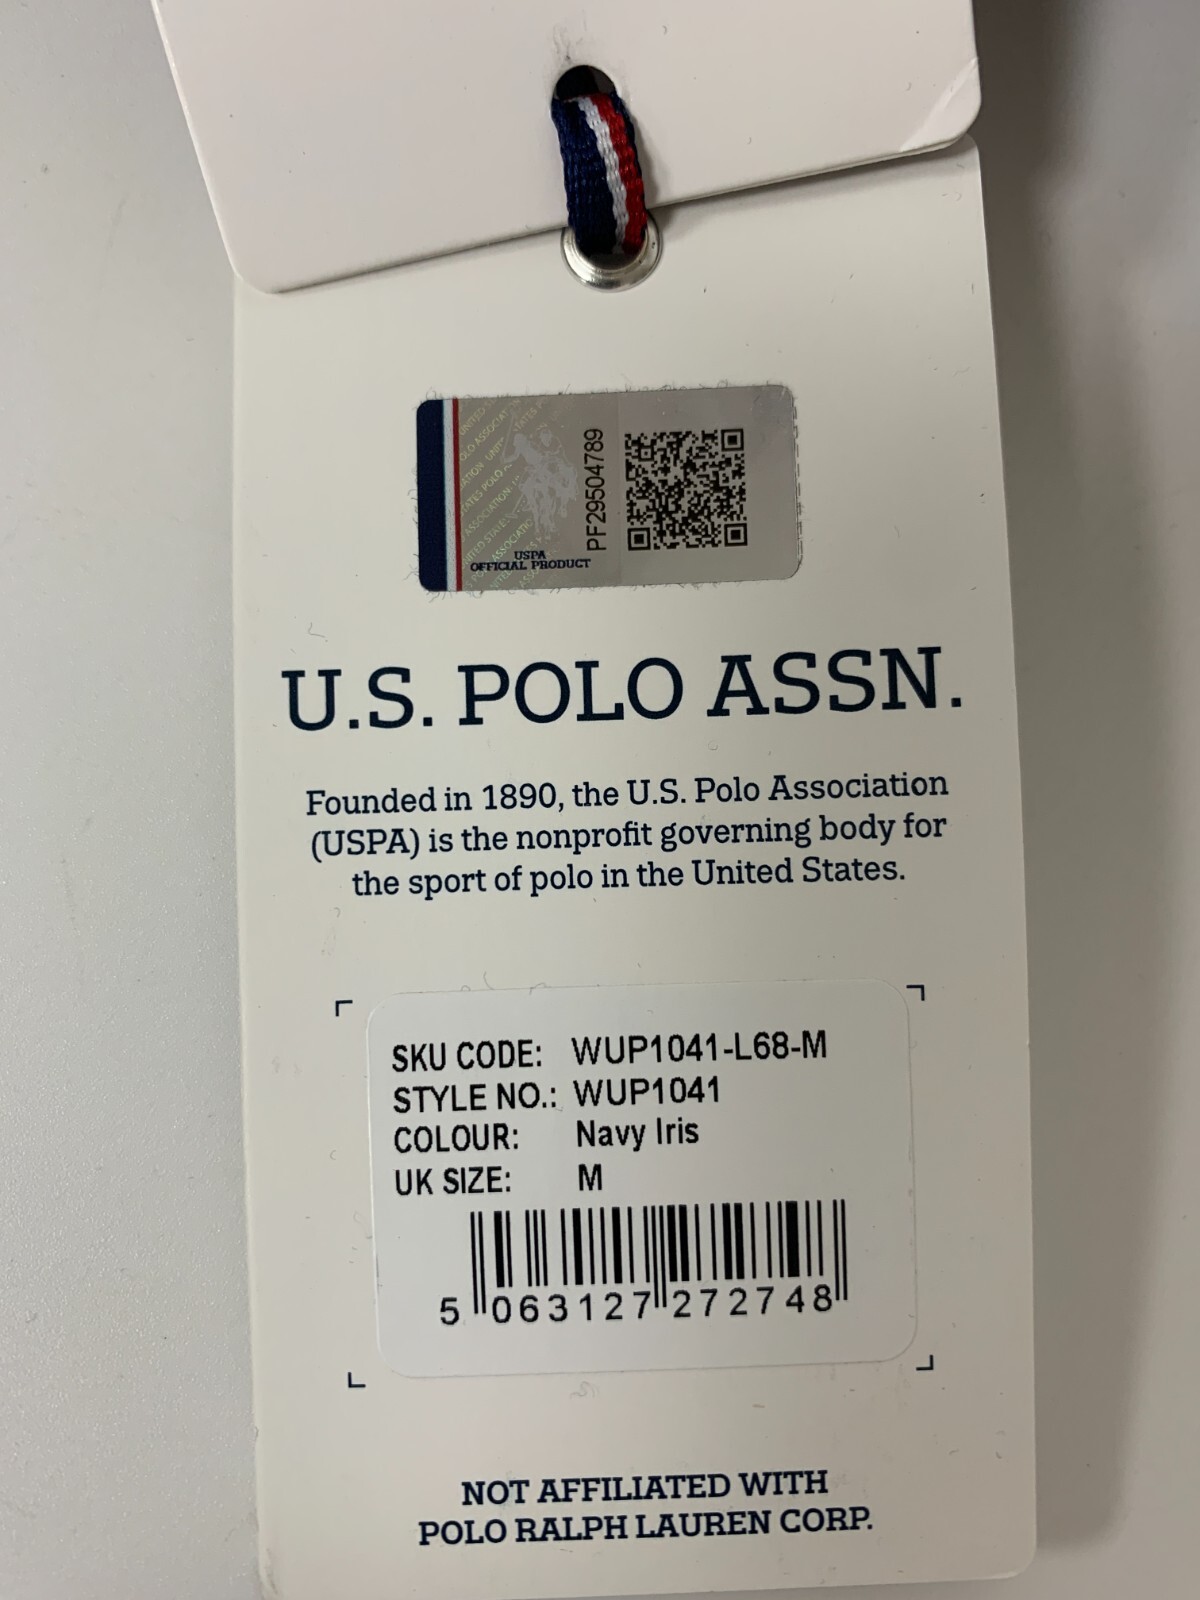 PF29504789
USPA
OFFICIAL PRODUCT
U.S. POLO ASSN.
Founded in 1890, the U.S. Polo Association
(USPA) is the nonprofit governing body for
the sport of polo in the United States.
SKU CODE: WUP1041-L68-M
STYLE NO.: WUP1041
COLOUR: Navy Iris
UK SIZE: M
5 063127 272748
NOT AFFILIATED WITH
POLO RALPH LAUREN CORP.